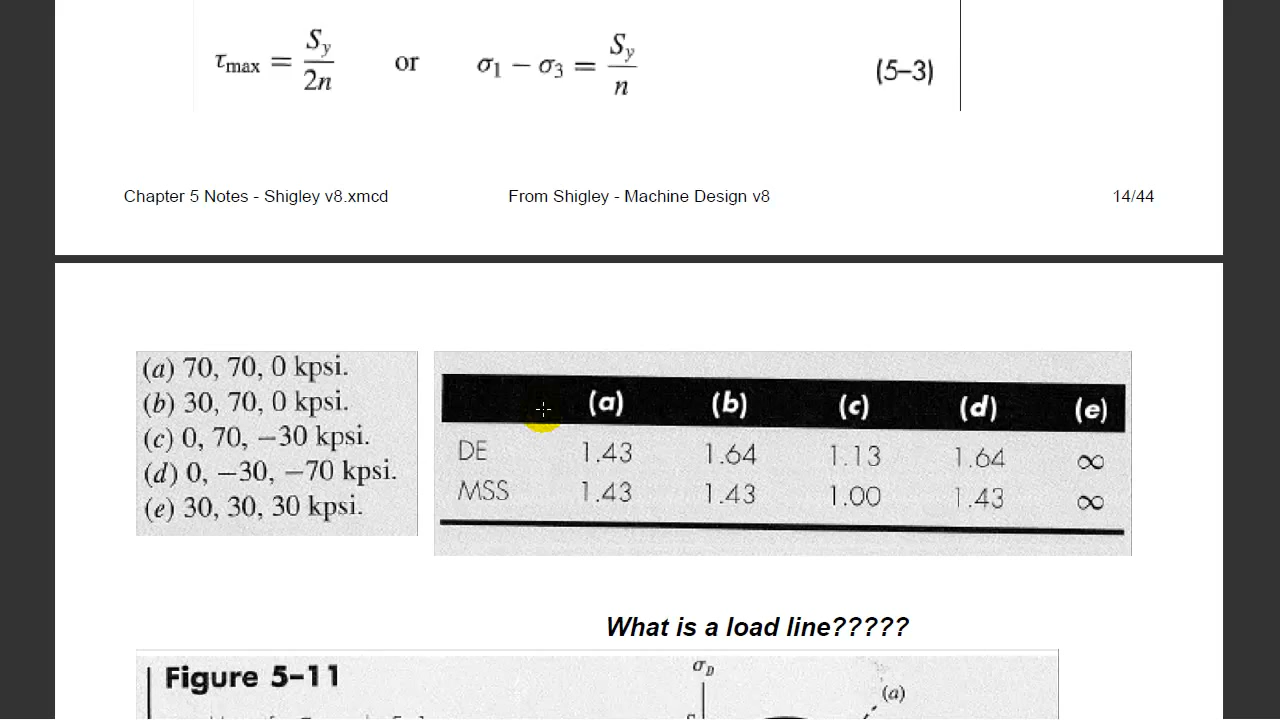 τmax = Sy/2n or σ1 − σ3 = Sy/n (5–3)
Chapter 5 Notes - Shigley v8.xmcd From Shigley - Machine Design v8 14/44
(a) 70, 70, 0 kpsi.
(b) 30, 70, 0 kpsi.
(c) 0, 70, −30 kpsi.
(d) 0, −30, −70 kpsi.
(e) 30, 30, 30 kpsi.
(a) (b) (c) (d) (e)
DE 1.43 1.64 1.13 1.64 ∞
MSS 1.43 1.43 1.00 1.43 ∞
What is a load line?????
Figure 5–11
σD
(a)